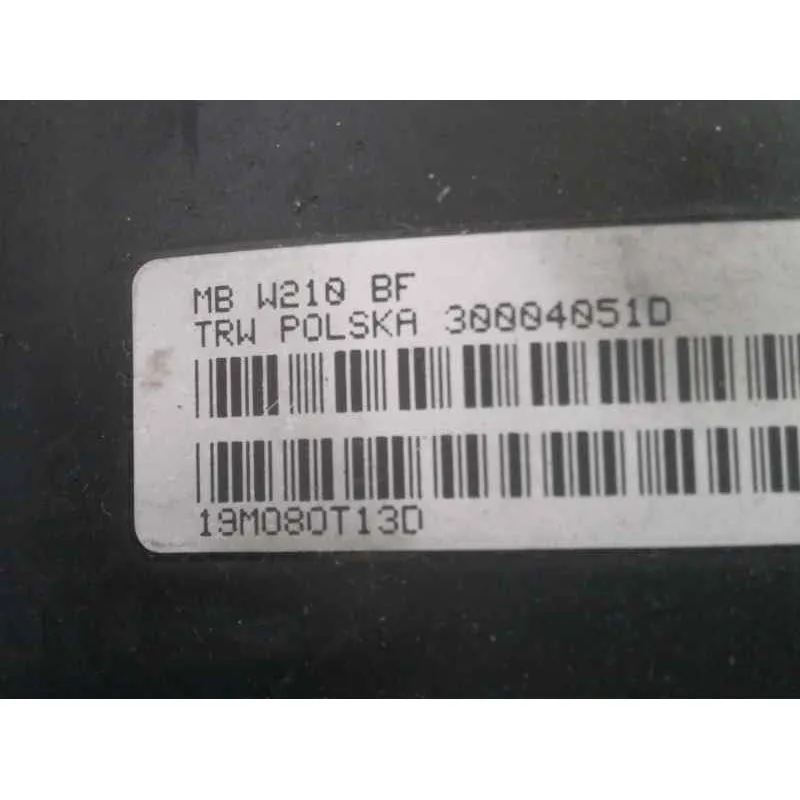 MB W210 BF
TRW POLSKA 30004051D
19M080T13D